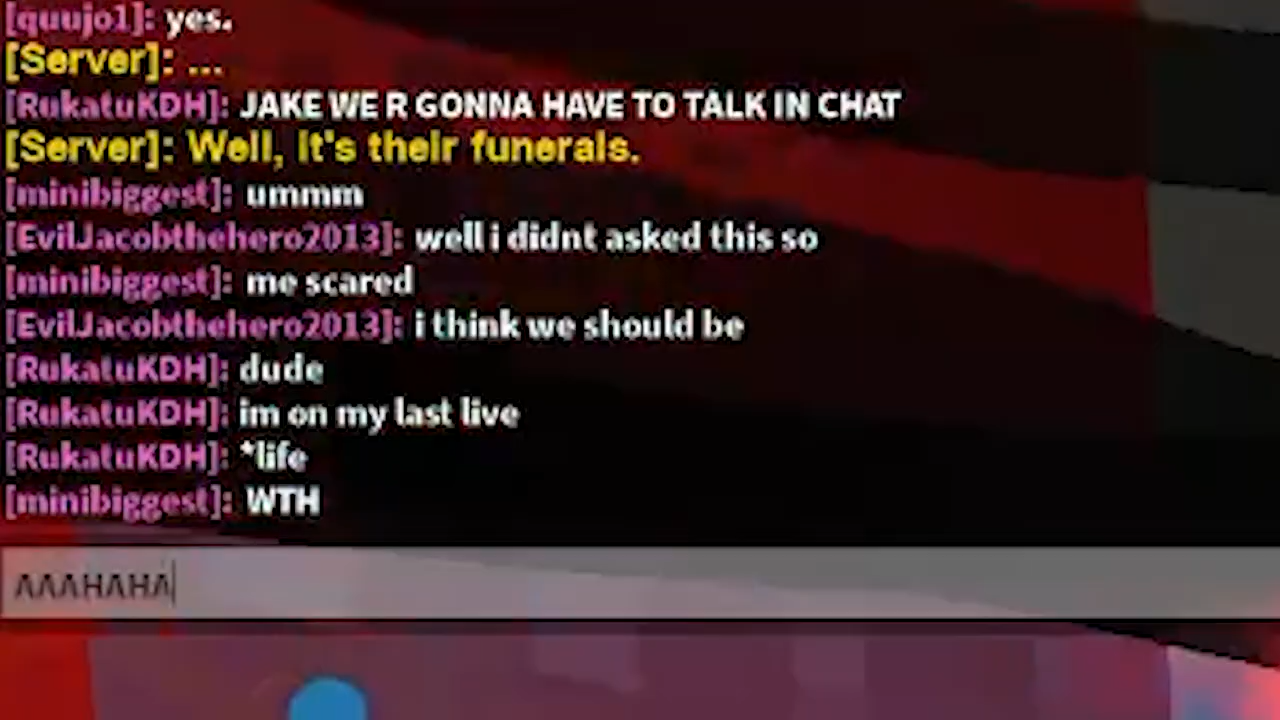 [quujo1]: yes.
[Server]: ...
[RukatuKDH]: JAKE WE R GONNA HAVE TO TALK IN CHAT
[Server]: Well, it's their funerals.
[minibiggest]: ummm
[EvilJacobthehero2013]: well i didnt asked this so
[minibiggest]: me scared
[EvilJacobthehero2013]: i think we should be
[RukatuKDH]: dude
[RukatuKDH]: im on my last live
[RukatuKDH]: *life
[minibiggest]: WTH
AAAHAHA